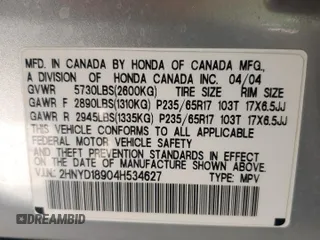 MFD. IN CANADA BY HONDA OF CANADA MFG.,
A DIVISION OF HONDA CANADA INC. 04/04
GVWR 5730LBS(2600KG) TIRE SIZE RIM SIZE
GAWR F 2890LBS(1310KG) P235/65R17 103T 17X6.5JJ
GAWR R 2945LBS(1335KG) P235/65R17 103T 17X6.5JJ
THIS VEHICLE CONFORMS TO ALL APPLICABLE
FEDERAL MOTOR VEHICLE SAFETY STANDARDS IN EFFECT ON
THE DATE OF MANUFACTURE SHOWN ABOVE.
V.I.N: 2HNYD18904H534627 TYPE: MPV
DREAMBID